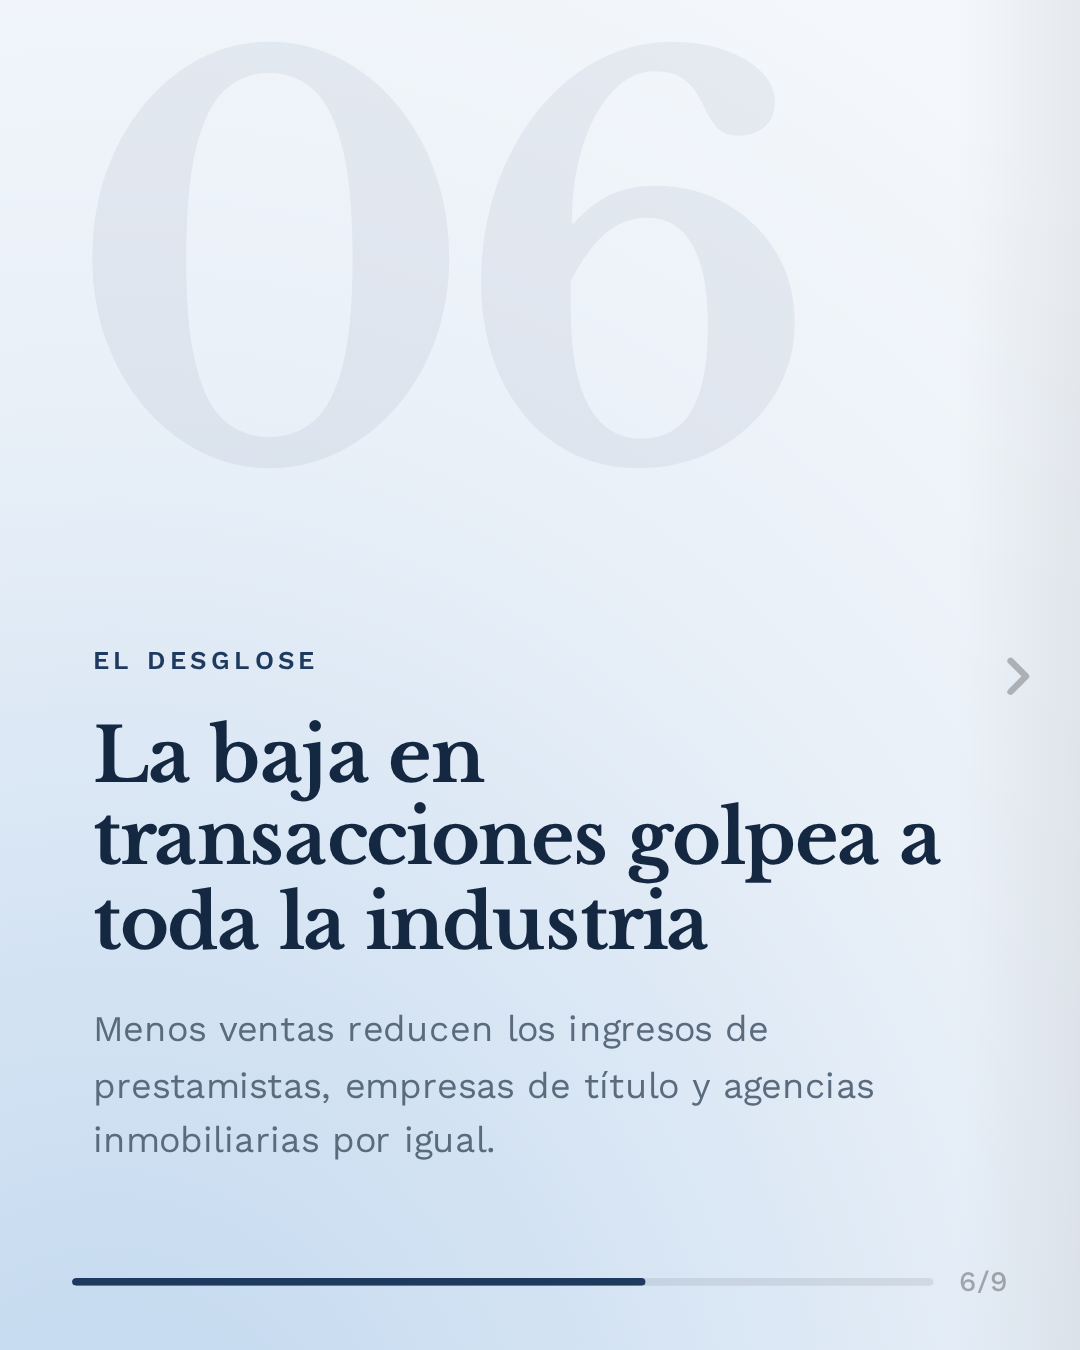 06
EL DESGLOSE
La baja en
transacciones golpea a
toda la industria
Menos ventas reducen los ingresos de
prestamistas, empresas de título y agencias
inmobiliarias por igual.
6/9